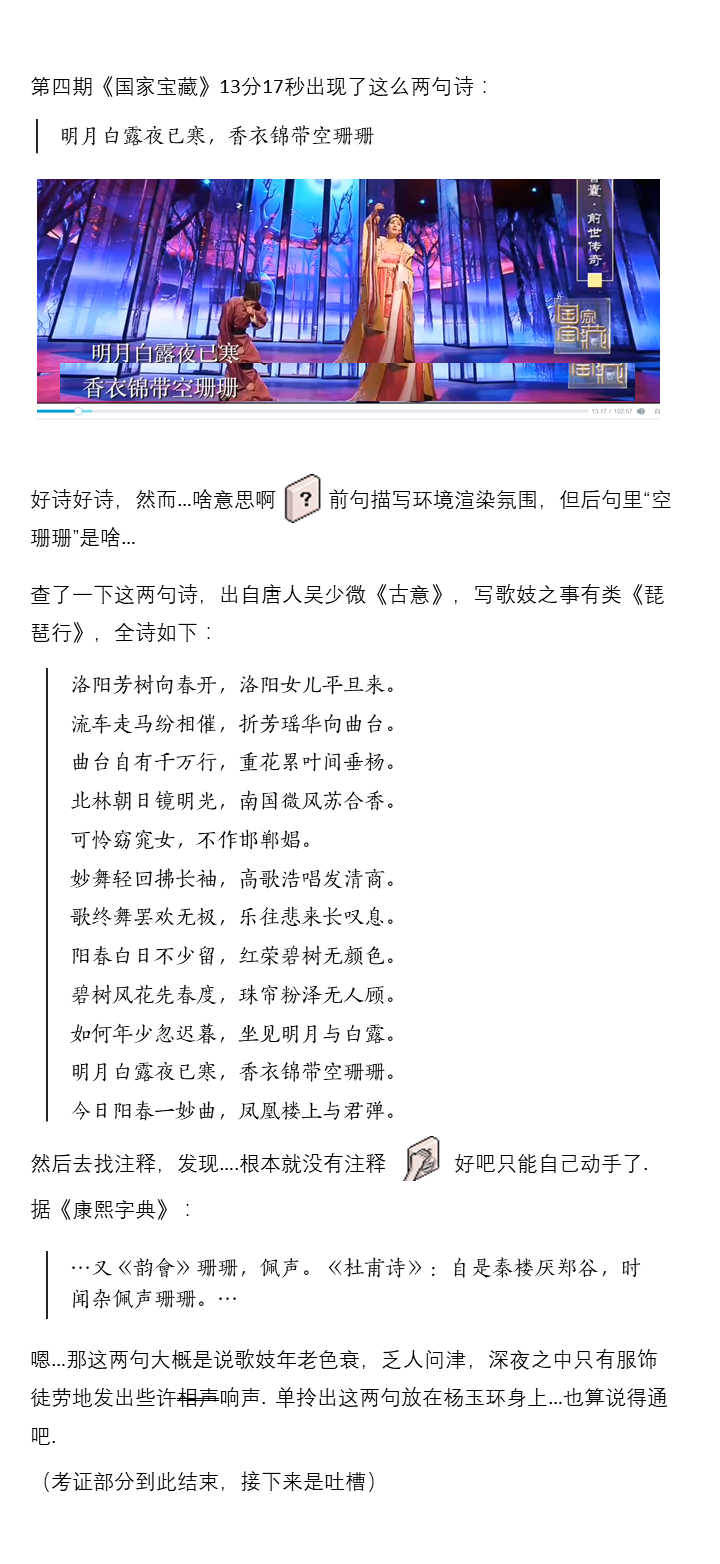 第四期《国家宝藏》13分17秒出现了这么两句诗：
明月白露夜已寒，香衣锦带空珊珊
囊·前世传奇
国家宝藏
明月白露夜已寒
香衣锦带空珊珊
13:17 / 102:57
好诗好诗，然而...啥意思啊 ? 前句描写环境渲染氛围，但后句里“空
珊珊”是啥...
查了一下这两句诗，出自唐人吴少微《古意》，写歌妓之事有类《琵
琶行》，全诗如下：
洛阳芳树向春开，洛阳女儿平旦来。
流车走马纷相催，折芳瑶华向曲台。
曲台自有千万行，重花累叶间垂杨。
北林朝日镜明光，南国微风苏合香。
可怜窈窕女，不作邯郸娼。
妙舞轻回拂长袖，高歌浩唱发清商。
歌终舞罢欢无极，乐往悲来长叹息。
阳春白日不少留，红荣碧树无颜色。
碧树风花先春度，珠帘粉泽无人顾。
如何年少忽迟暮，坐见明月与白露。
明月白露夜已寒，香衣锦带空珊珊。
今日阳春一妙曲，凤凰楼上与君弹。
然后去找注释，发现....根本就没有注释 好吧只能自己动手了.
据《康熙字典》：
…又《韵會》珊珊，佩声。《杜甫诗》：自是秦楼厌郑谷，时
闻杂佩声珊珊。…
嗯...那这两句大概是说歌妓年老色衰，乏人问津，深夜之中只有服饰
徒劳地发出些许相声响声. 单拎出这两句放在杨玉环身上...也算说得通
吧.
（考证部分到此结束，接下来是吐槽）